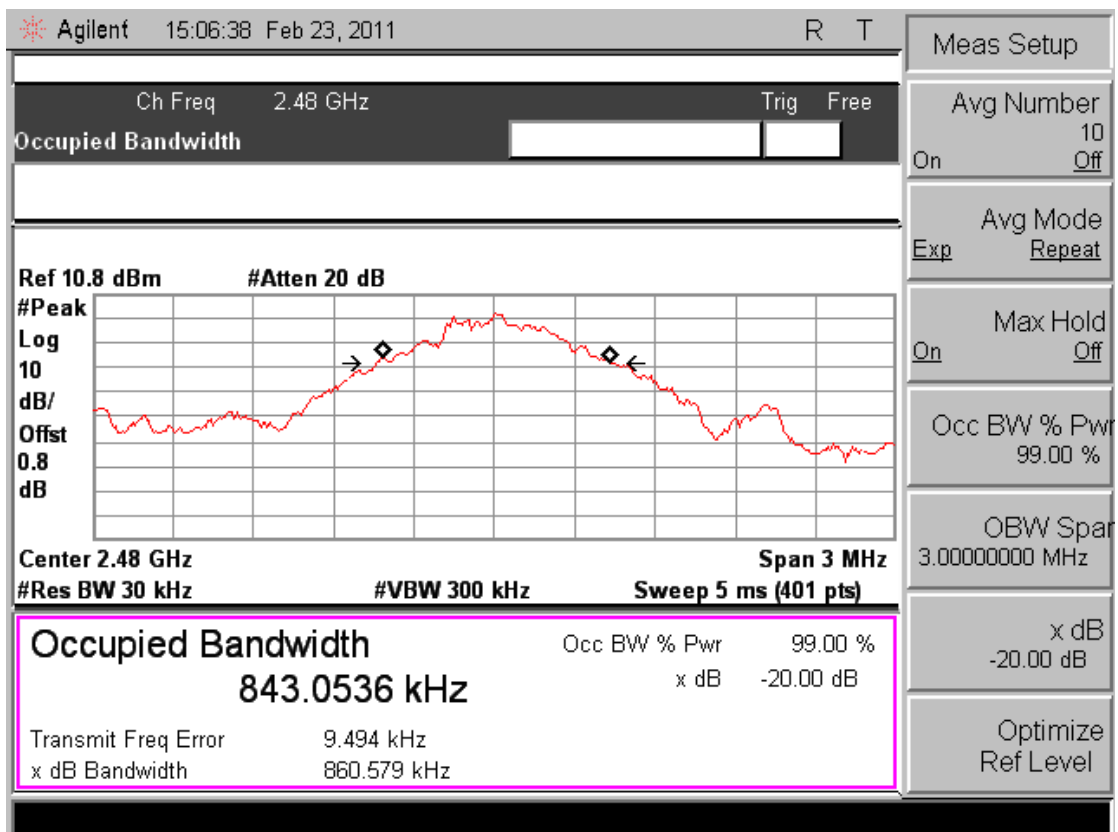 Agilent 15:06:38 Feb 23, 2011 R T
Ch Freq 2.48 GHz Trig Free
Occupied Bandwidth
Ref 10.8 dBm #Atten 20 dB
#Peak
Log
10
dB/
Offst
0.8
dB
Center 2.48 GHz Span 3 MHz
#Res BW 30 kHz #VBW 300 kHz Sweep 5 ms (401 pts)
Occupied Bandwidth
843.0536 kHz
Occ BW % Pwr 99.00 %
x dB -20.00 dB
Transmit Freq Error 9.494 kHz
x dB Bandwidth 860.579 kHz
Meas Setup
Avg Number
10
On Off
Avg Mode
Exp Repeat
Max Hold
On Off
Occ BW % Pwr
99.00 %
OBW Span
3.00000000 MHz
x dB
-20.00 dB
Optimize
Ref Level